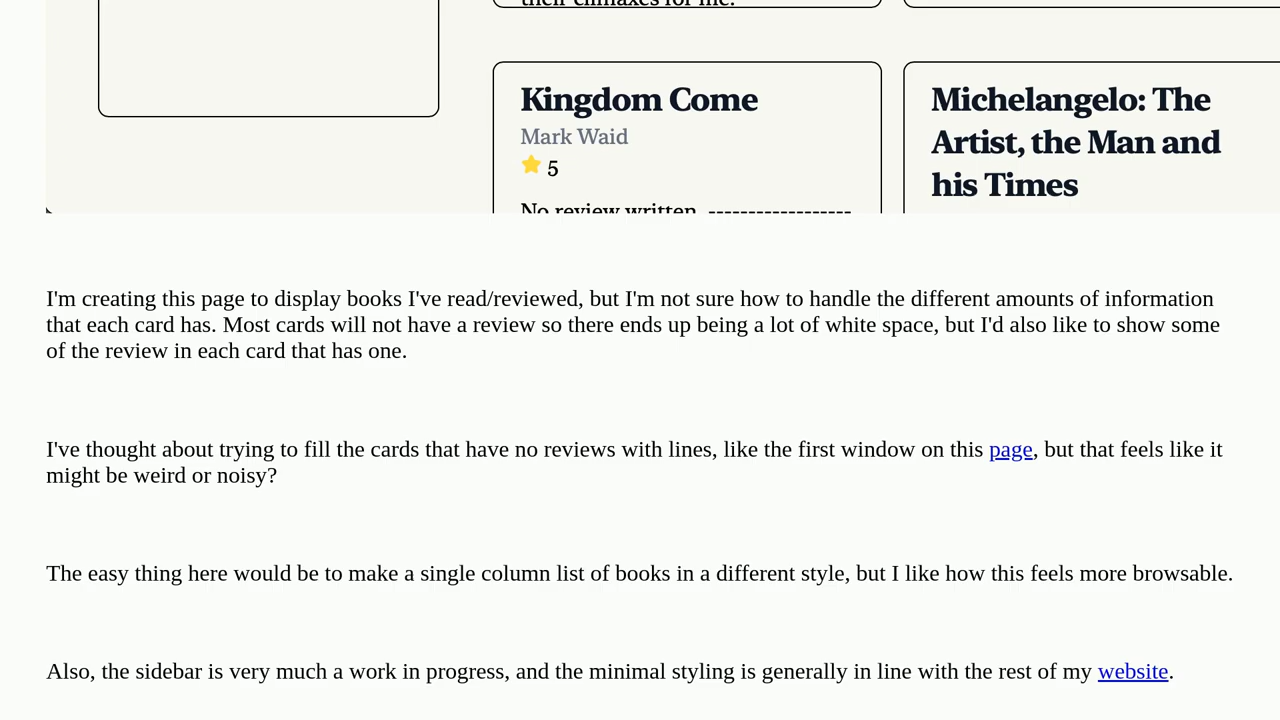 their climaxes for me.
Kingdom Come
Mark Waid
5
No review written. ------------------
Michelangelo: The
Artist, the Man and
his Times
I'm creating this page to display books I've read/reviewed, but I'm not sure how to handle the different amounts of information
that each card has. Most cards will not have a review so there ends up being a lot of white space, but I'd also like to show some
of the review in each card that has one.
I've thought about trying to fill the cards that have no reviews with lines, like the first window on this page, but that feels like it
might be weird or noisy?
The easy thing here would be to make a single column list of books in a different style, but I like how this feels more browsable.
Also, the sidebar is very much a work in progress, and the minimal styling is generally in line with the rest of my website.